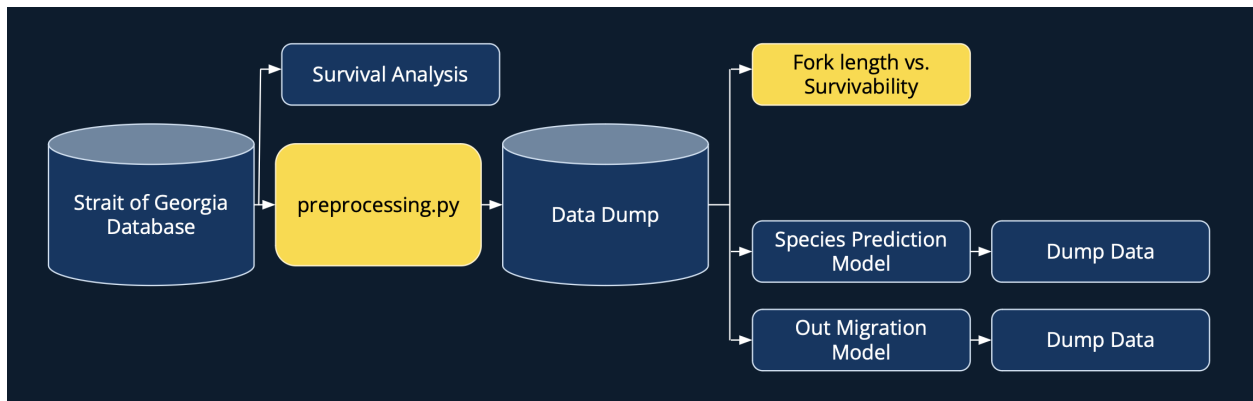 Survival Analysis
Fork length vs.
Survivability
Strait of Georgia
Database
preprocessing.py
Data Dump
Species Prediction
Model
Dump Data
Out Migration
Model
Dump Data